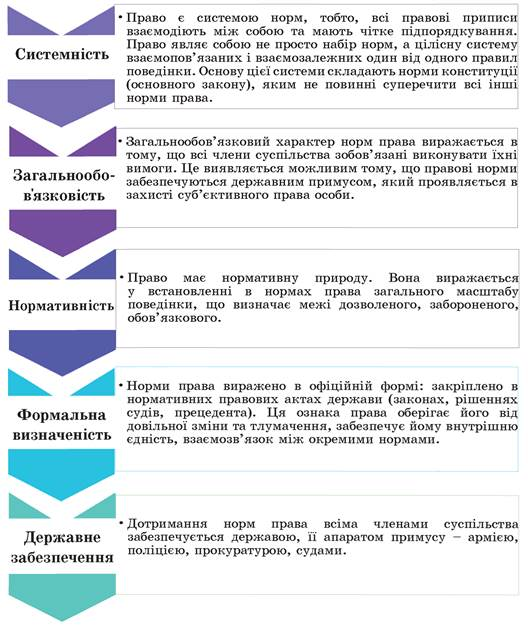 Системність
• Право є системою норм, тобто, всі правові приписи
взаємодіють між собою та мають чітке підпорядкування.
Право являє собою не просто набір норм, а цілісну систему
взаємопов’язаних і взаємозалежних один від одного правил
поведінки. Основу цієї системи складають норми конституції
(основного закону), яким не повинні суперечити всі інші
норми права.
Загальнообо-
в'язковість
• Загальнообов’язковий характер норм права виражається в
тому, що всі члени суспільства зобов’язані виконувати їхні
вимоги. Це виявляється можливим тому, що правові норми
забезпечуються державним примусом, який проявляється в
захисті суб’єктивного права особи.
Нормативність
• Право має нормативну природу. Вона виражається
у встановленні в нормах права загального масштабу
поведінки, що визначає межі дозволеного, забороненого,
обов’язкового.
Формальна
визначеність
• Норми права виражено в офіційній формі: закріплено в
нормативних правових актах держави (законах, рішеннях
судів, прецедента). Ця ознака права оберігає його від
довільної зміни та тлумачення, забезпечує йому внутрішню
єдність, взаємозв’язок між окремими нормами.
Державне
забезпечення
• Дотримання норм права всіма членами суспільства
забезпечується державою, її апаратом примусу – армією,
поліцією, прокуратурою, судами.